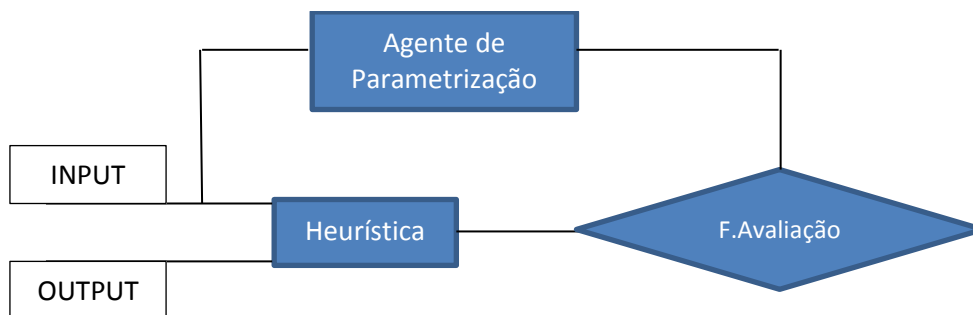 Agente de
Parametrização
INPUT
Heurística
F.Avaliação
OUTPUT